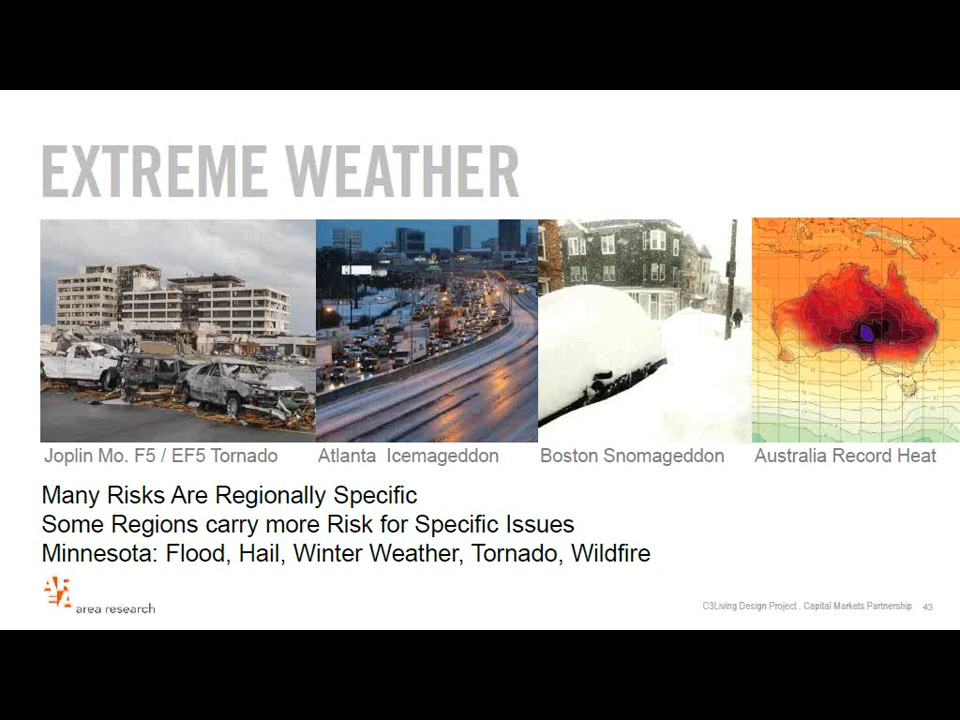 EXTREME WEATHER
Joplin Mo. F5 / EF5 Tornado
Atlanta Icemageddon
Boston Snomageddon
Australia Record Heat
Many Risks Are Regionally Specific
Some Regions carry more Risk for Specific Issues
Minnesota: Flood, Hail, Winter Weather, Tornado, Wildfire
AREA
area research
C3Living Design Project . Capital Markets Partnership 43